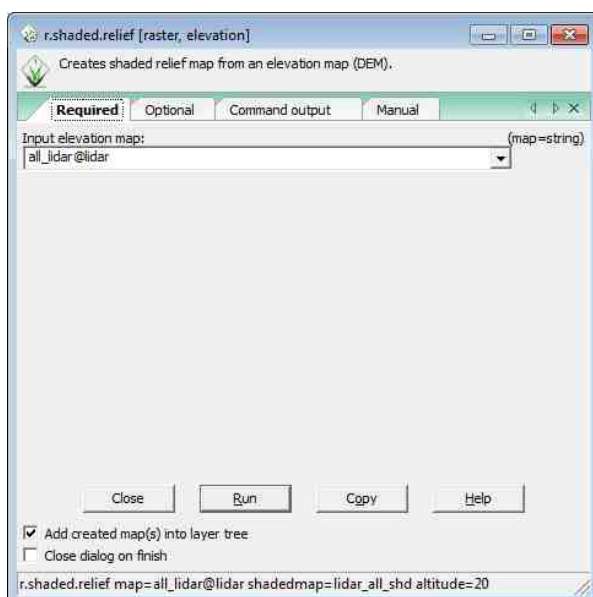 r.shaded.relief [raster, elevation]
Creates shaded relief map from an elevation map (DEM).
Required Optional Command output Manual
Input elevation map: (map=string)
all_lidar@lidar
Close Run Copy Help
Add created map(s) into layer tree
Close dialog on finish
r.shaded.relief map=all_lidar@lidar shadedmap=lidar_all_shd altitude=20